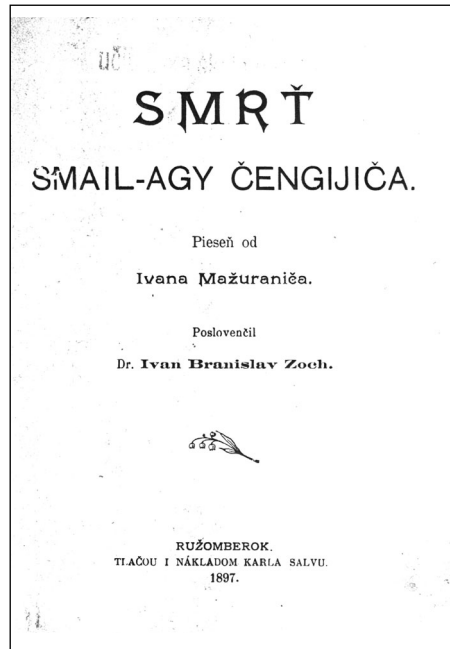 SMRŤ
SMAIL-AGY ČENGIJIČA.
Pieseň od
Ivana Mažuraniča.
Poslovenčil
Dr. Ivan Branislav Zoch.
RUŽOMBEROK.
TLAČOU I NÁKLADOM KARLA SALVU.
1897.